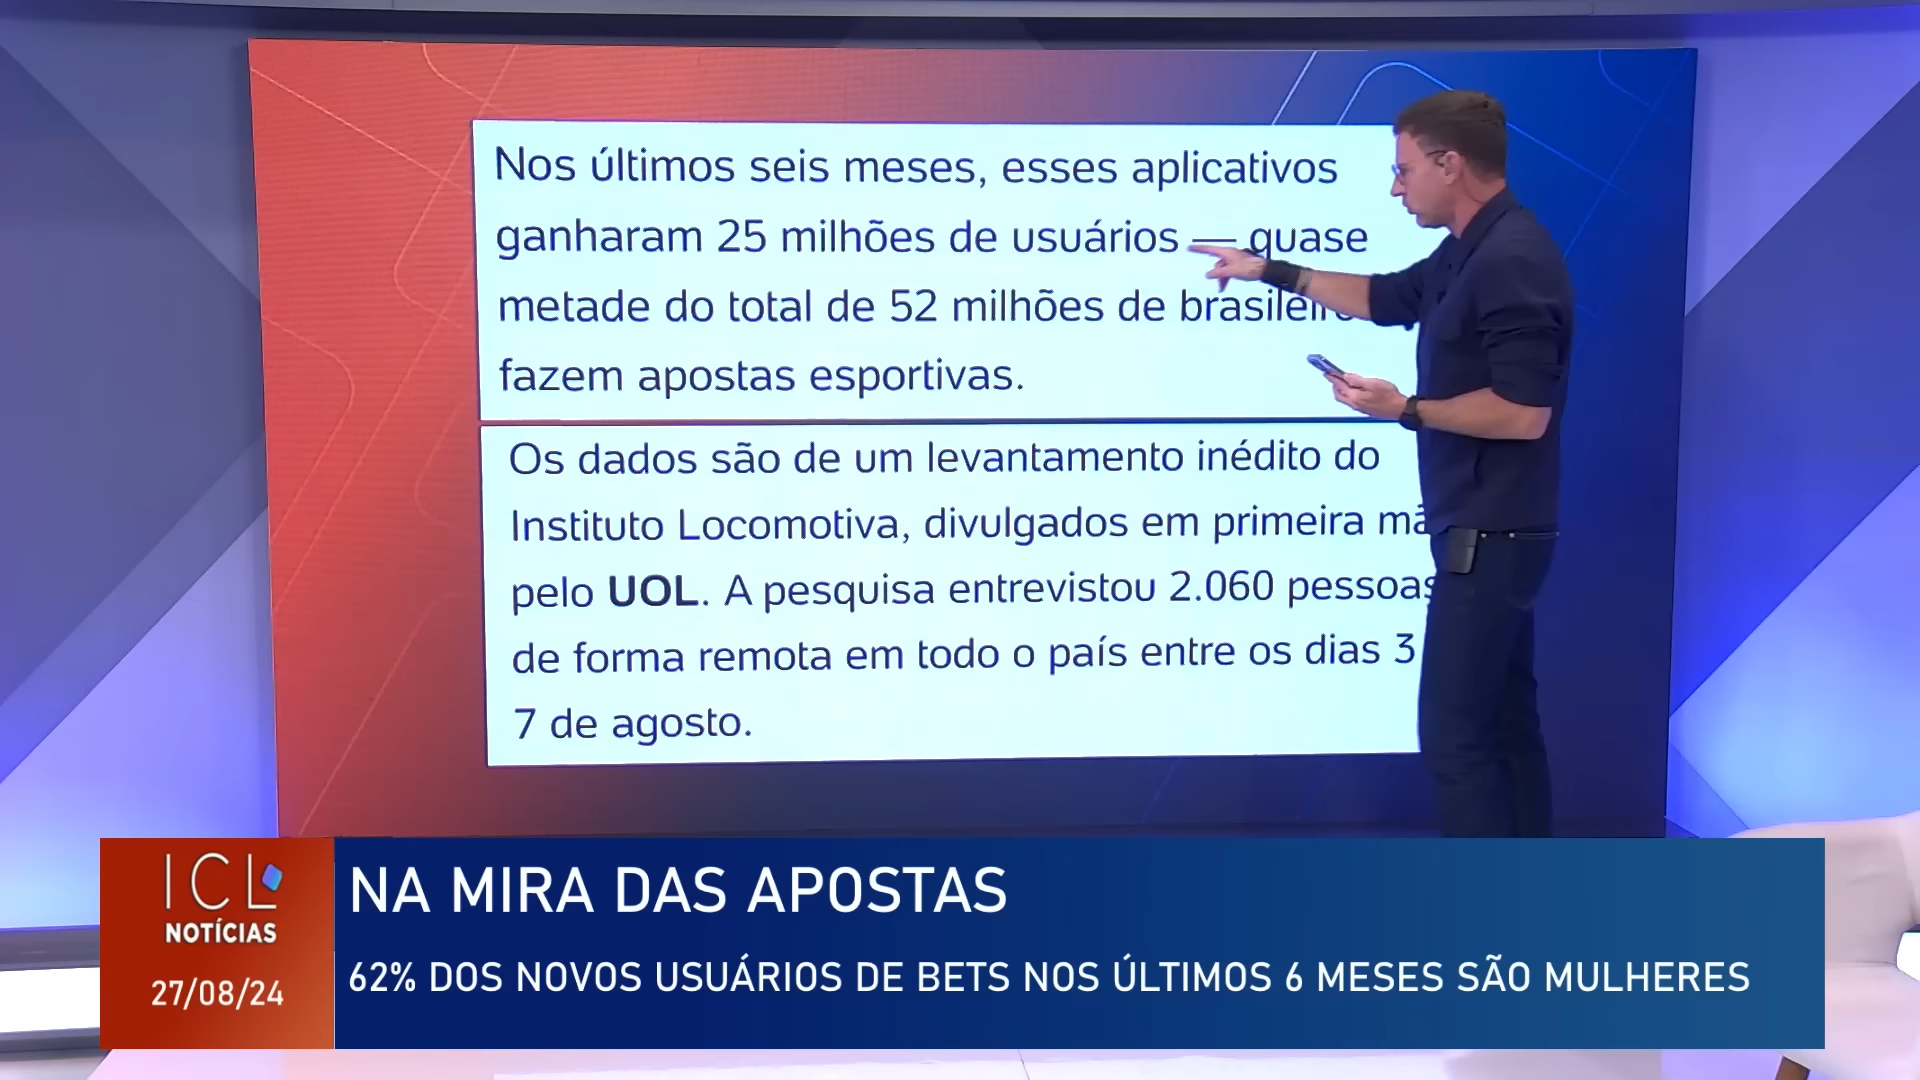 Nos últimos seis meses, esses aplicativos
ganharam 25 milhões de usuários — quase
metade do total de 52 milhões de
fazem apostas esportivas.
Os dados são de um levantamento inédito do
Instituto Locomotiva, divulgados em primeira
pelo UOL. A pesquisa entrevistou 2.060 pessoas
de forma remota em todo o país entre os dias 3
7 de agosto.
ICL
NOTÍCIAS
27/08/24
NA MIRA DAS APOSTAS
62% DOS NOVOS USUÁRIOS DE BETS NOS ÚLTIMOS 6 MESES SÃO MULHERES